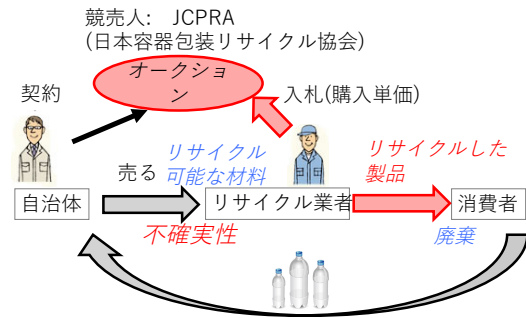 競売人: JCPRA
(日本容器包装リサイクル協会)
オークショ
ン
契約
入札(購入単価)
売る
リサイクル
可能な材料
リサイクルした
製品
自治体
リサイクル業者
消費者
不確実性
廃棄